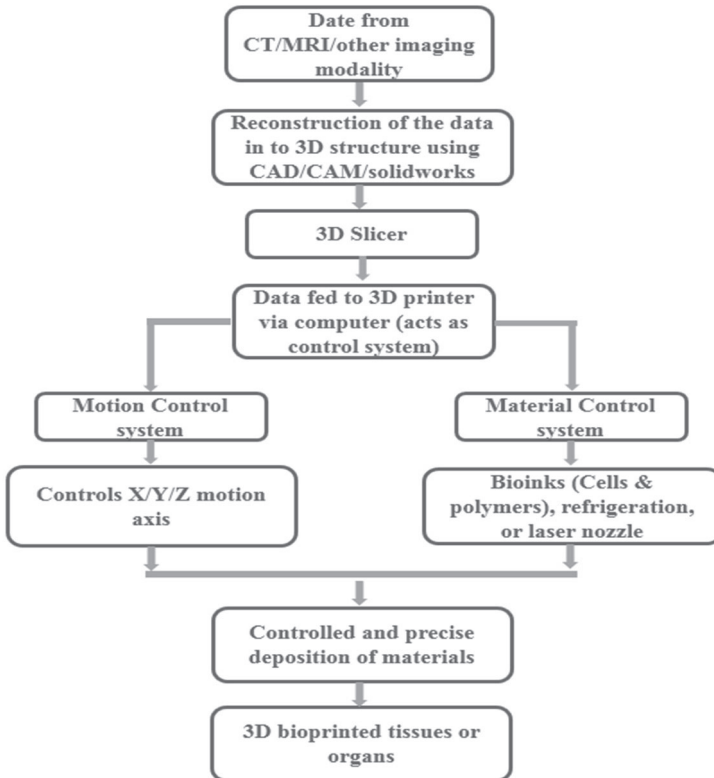 Date from
CT/MRI/other imaging
modality
Reconstruction of the data
in to 3D structure using
CAD/CAM/solidworks
3D Slicer
Data fed to 3D printer
via computer (acts as
control system)
Motion Control
system
Material Control
system
Controls X/Y/Z motion
axis
Bioinks (Cells &
polymers), refrigeration,
or laser nozzle
Controlled and precise
deposition of materials
3D bioprinted tissues or
organs